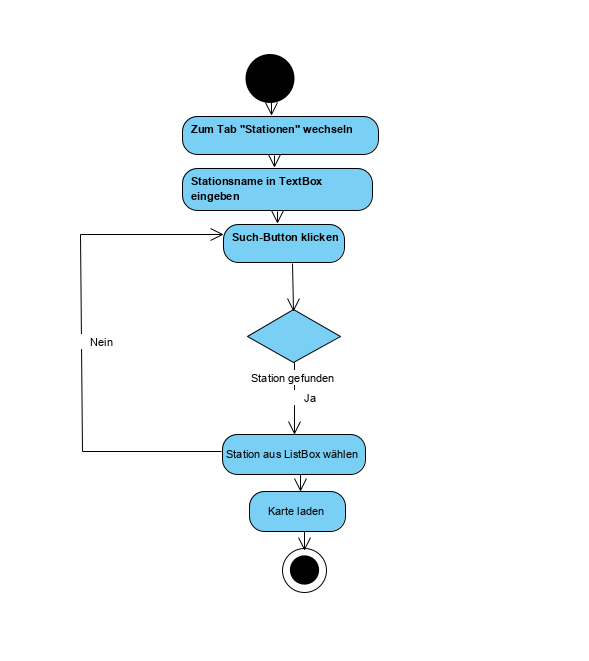 Zum Tab "Stationen" wechseln
Stationsname in TextBox
eingeben
Such-Button klicken
Nein
Station gefunden
Ja
Station aus ListBox wählen
Karte laden